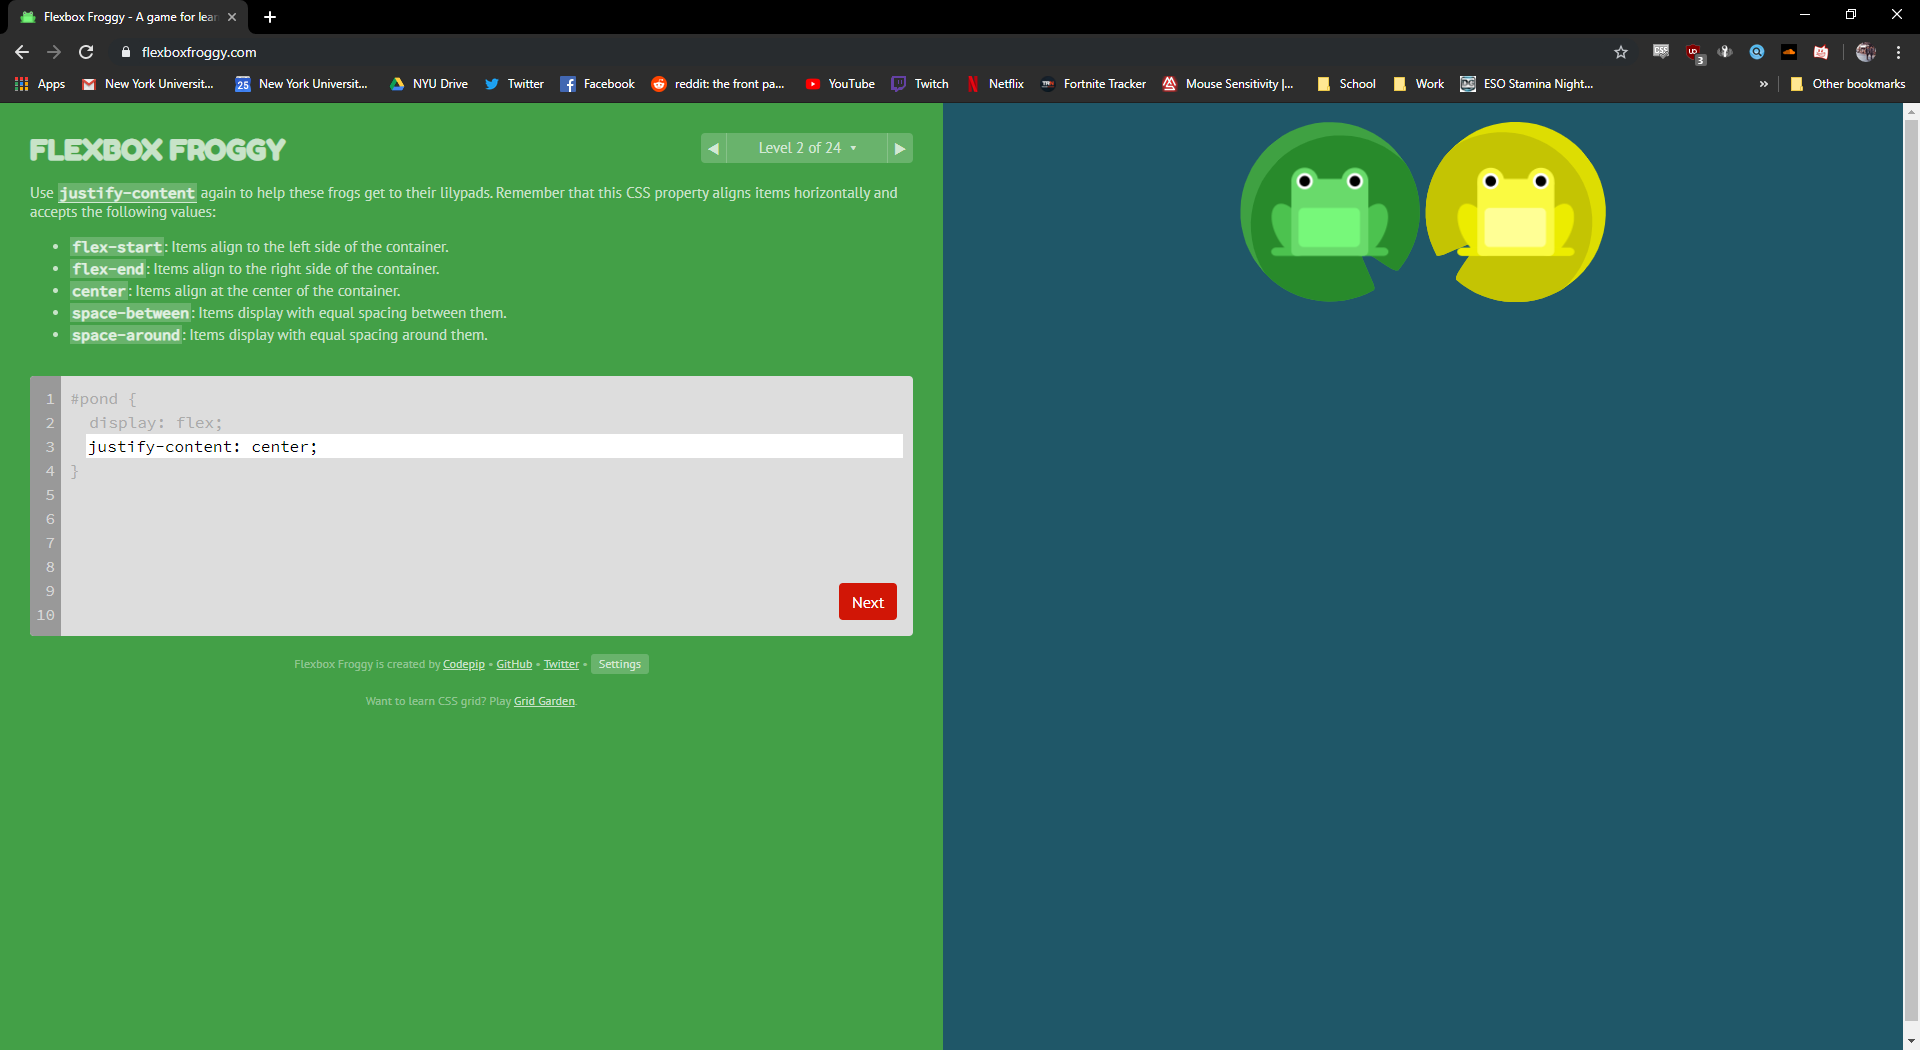 Flexbox Froggy - A game for lear
flexboxfroggy.com
CSS
UD
3
Apps
New York Universit...
25
New York Universit...
NYU Drive
Twitter
Facebook
reddit: the front pa...
YouTube
Twitch
Netflix
Fortnite Tracker
Mouse Sensitivity |...
School
Work
ESO Stamina Night...
»
Other bookmarks
FLEXBOX FROGGY
Level 2 of 24
Use justify-content again to help these frogs get to their lilypads. Remember that this CSS property aligns items horizontally and
accepts the following values:
• flex-start: Items align to the left side of the container.
• flex-end: Items align to the right side of the container.
• center: Items align at the center of the container.
• space-between: Items display with equal spacing between them.
• space-around: Items display with equal spacing around them.
1 #pond {
2 display: flex;
3 justify-content: center;
4 }
5
6
7
8
9
10
Next
Flexbox Froggy is created by Codepip • GitHub • Twitter • Settings
Want to learn CSS grid? Play Grid Garden.